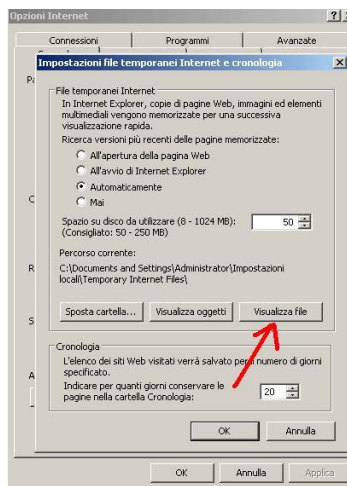 Opzioni Internet
Connessioni Programmi Avanzate
Impostazioni file temporanei Internet e cronologia
File temporanei Internet
In Internet Explorer, copie di pagine Web, immagini ed elementi
multimediali vengono memorizzate per una successiva
visualizzazione rapida.
Ricerca versioni più recenti delle pagine memorizzate:
All'apertura della pagina Web
All'avvio di Internet Explorer
Automaticamente
Mai
Spazio su disco da utilizzare (8 - 1024 MB): 50
(Consigliato: 50 - 250 MB)
Percorso corrente:
C:\Documents and Settings\Administrator\Impostazioni
locali\Temporary Internet Files\
Sposta cartella... Visualizza oggetti Visualizza file
Cronologia
L'elenco dei siti Web visitati verrà salvato per il numero di giorni
specificato.
Indicare per quanti giorni conservare le
pagine nella cartella Cronologia: 20
OK Annulla
OK Annulla Applica